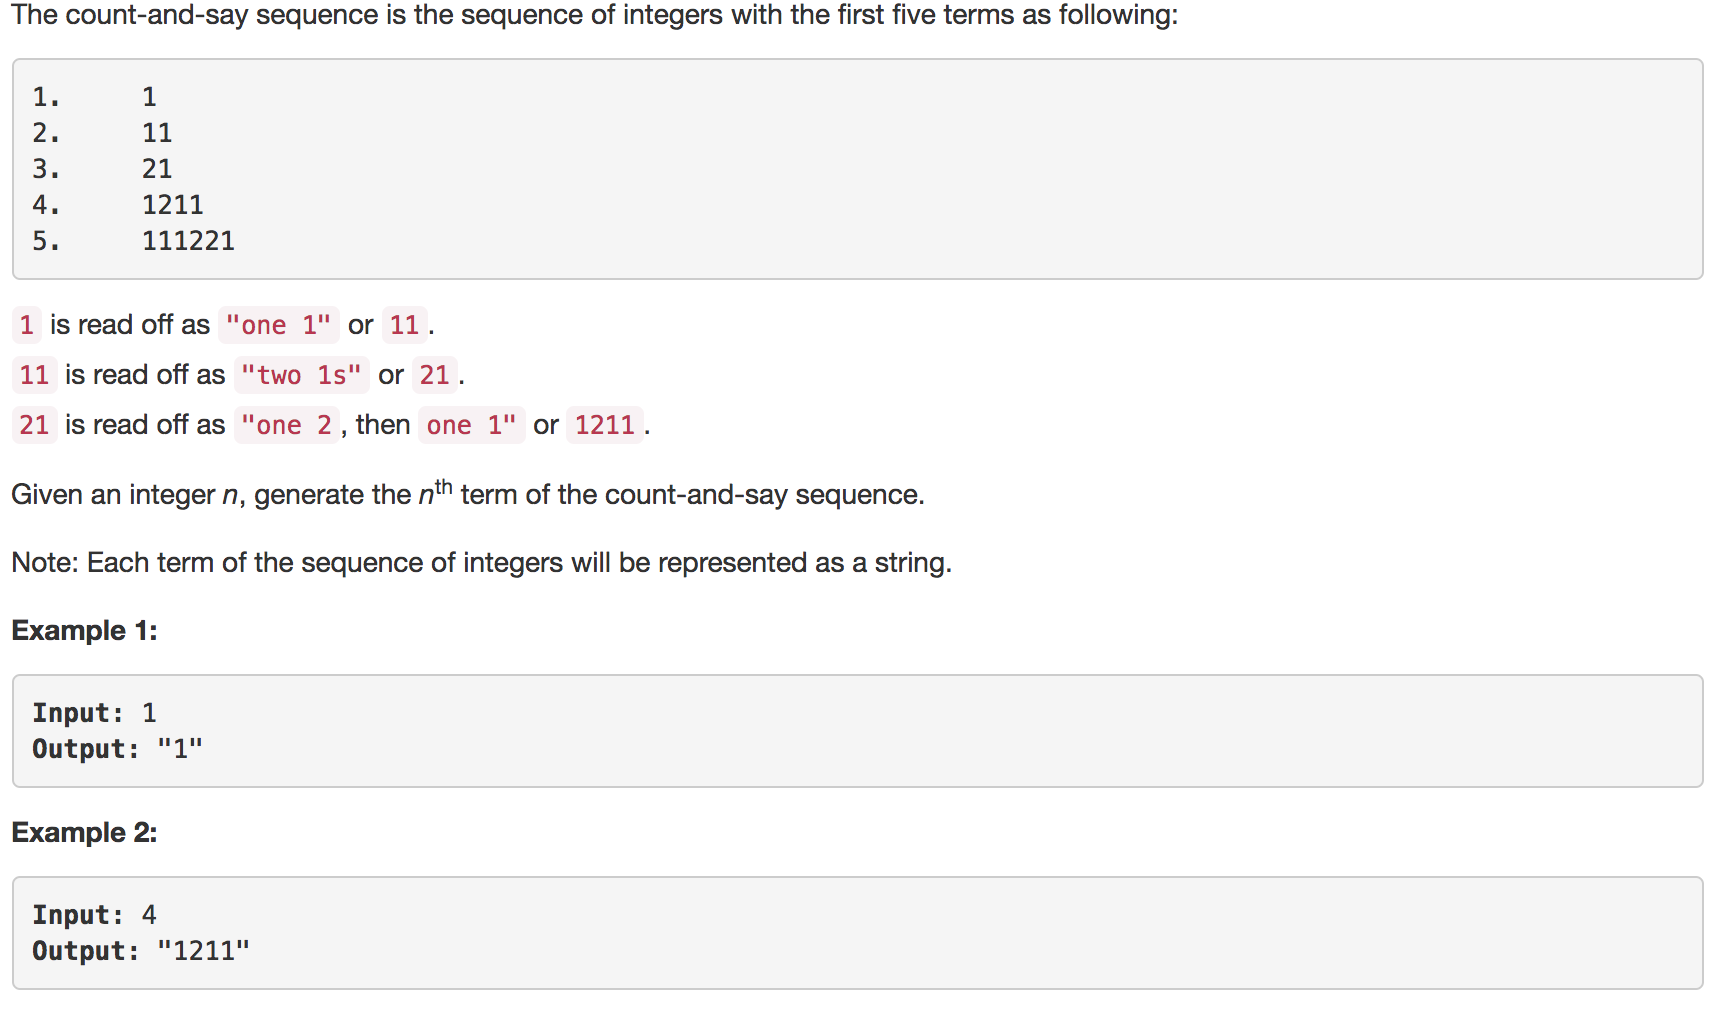 The count-and-say sequence is the sequence of integers with the first five terms as following:
1. 1
2. 11
3. 21
4. 1211
5. 111221
1 is read off as "one 1" or 11.
11 is read off as "two 1s" or 21.
21 is read off as "one 2, then one 1" or 1211.
Given an integer n, generate the nth term of the count-and-say sequence.
Note: Each term of the sequence of integers will be represented as a string.
Example 1:
Input: 1
Output: "1"
Example 2:
Input: 4
Output: "1211"